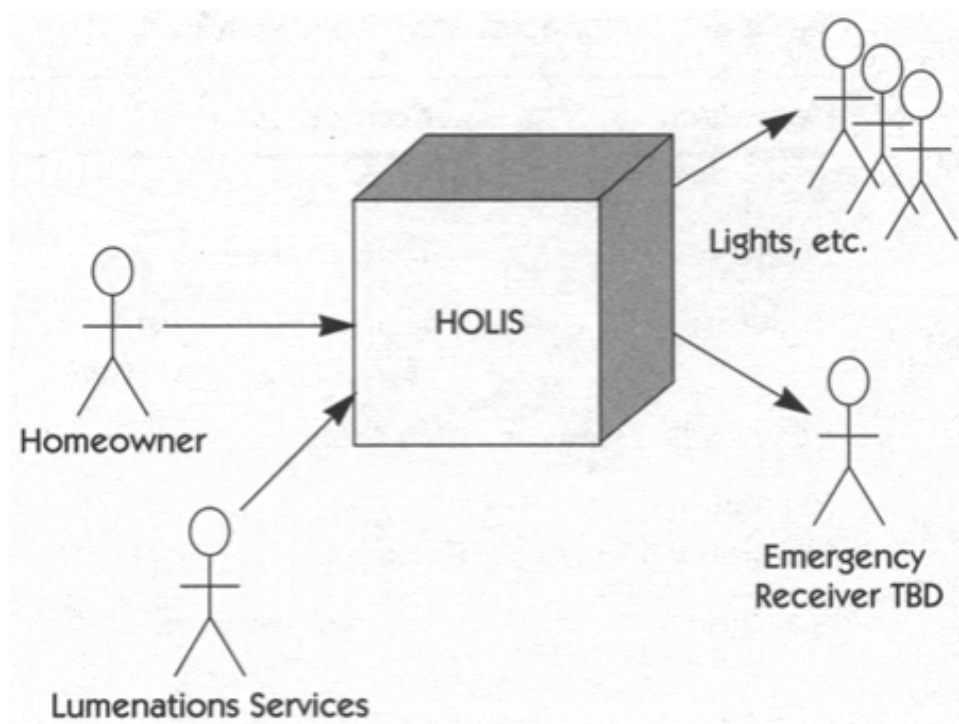 Lights, etc.
HOLIS
Homeowner
Emergency
Receiver TBD
Lumenations Services